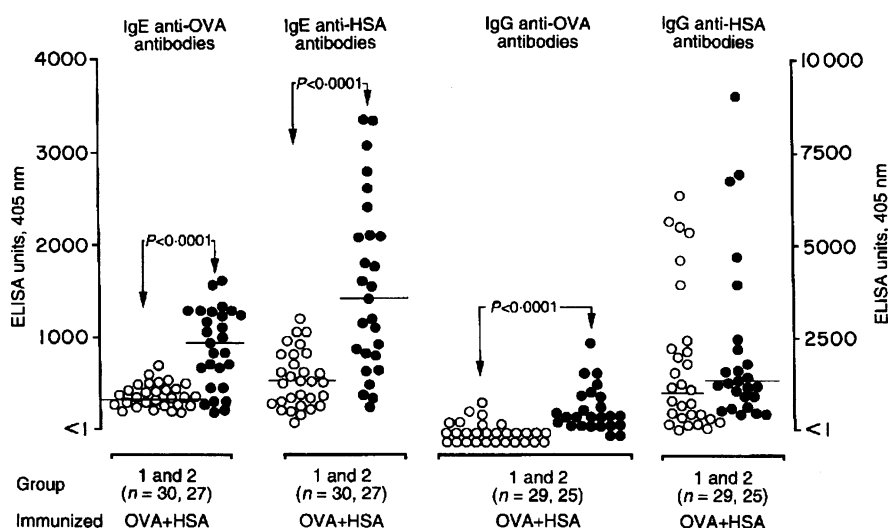 IgE anti-OVA antibodies
IgE anti-HSA antibodies
IgG anti-OVA antibodies
IgG anti-HSA antibodies
ELISA units, 405 nm
4000
3000
2000
1000
<1
P<0·0001
P<0·0001
P<0·0001
10 000
7500
5000
2500
<1
ELISA units, 405 nm
Group
1 and 2
(n = 30, 27)
1 and 2
(n = 30, 27)
1 and 2
(n = 29, 25)
1 and 2
(n = 29, 25)
Immunized OVA+HSA OVA+HSA OVA+HSA OVA+HSA